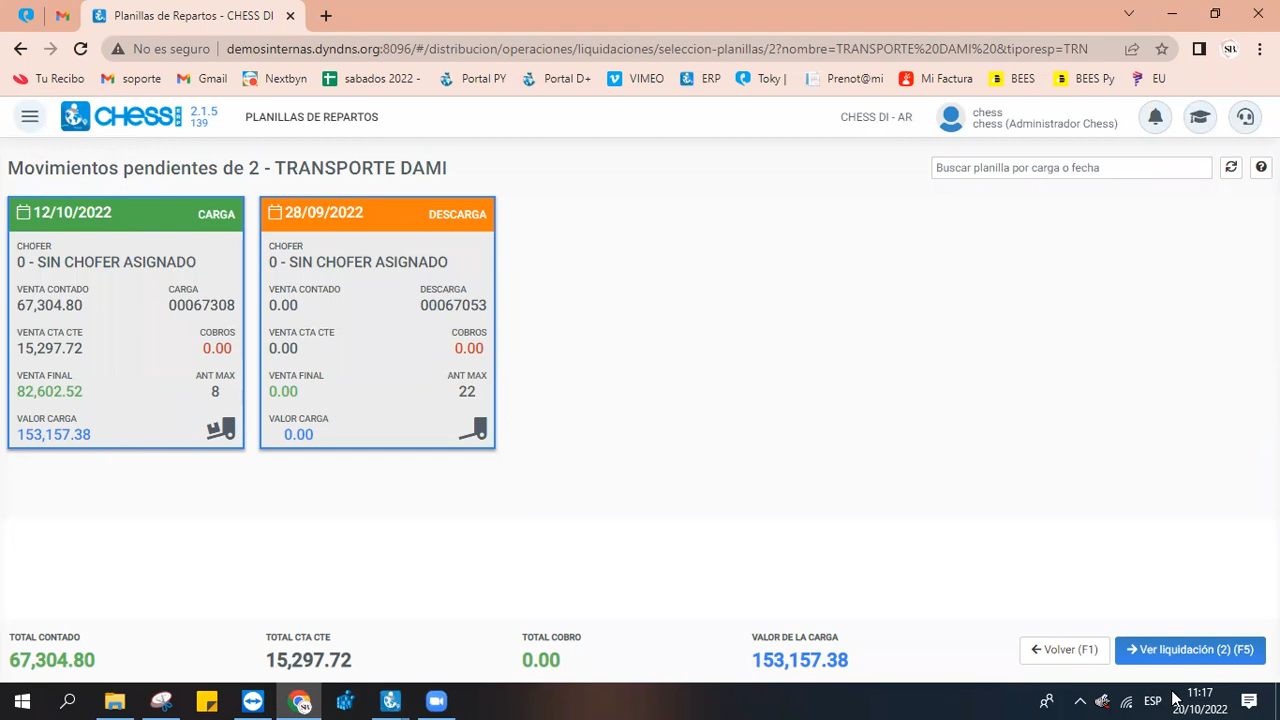 Planillas de Repartos - CHESS DI
No es seguro demosinternas.dyndns.org:8096/#/distribucion/operaciones/liquidaciones/seleccion-planillas/2?nombre=TRANSPORTE%20DAMI%20&tiporesp=TRN
Tu Recibo soporte Gmail Nextbyn sabados 2022 - Portal PY Portal D+ VIMEO ERP Toky | Prenot@mi Mi Factura BEES BEES Py EU
CHESS ERP 2.1.5 139 PLANILLAS DE REPARTOS CHESS DI - AR chess
chess (Administrador Chess)
Movimientos pendientes de 2 - TRANSPORTE DAMI Buscar planilla por carga o fecha
12/10/2022 CARGA
CHOFER
0 - SIN CHOFER ASIGNADO
VENTA CONTADO CARGA
67,304.80 00067308
VENTA CTA CTE COBROS
15,297.72 0.00
VENTA FINAL ANT MAX
82,602.52 8
VALOR CARGA
153,157.38
28/09/2022 DESCARGA
CHOFER
0 - SIN CHOFER ASIGNADO
VENTA CONTADO DESCARGA
0.00 00067053
VENTA CTA CTE COBROS
0.00 0.00
VENTA FINAL ANT MAX
0.00 22
VALOR CARGA
0.00
TOTAL CONTADO TOTAL CTA CTE TOTAL COBRO VALOR DE LA CARGA
67,304.80 15,297.72 0.00 153,157.38
Volver (F1) Ver liquidación (2) (F5)
ESP 11:17
20/10/2022